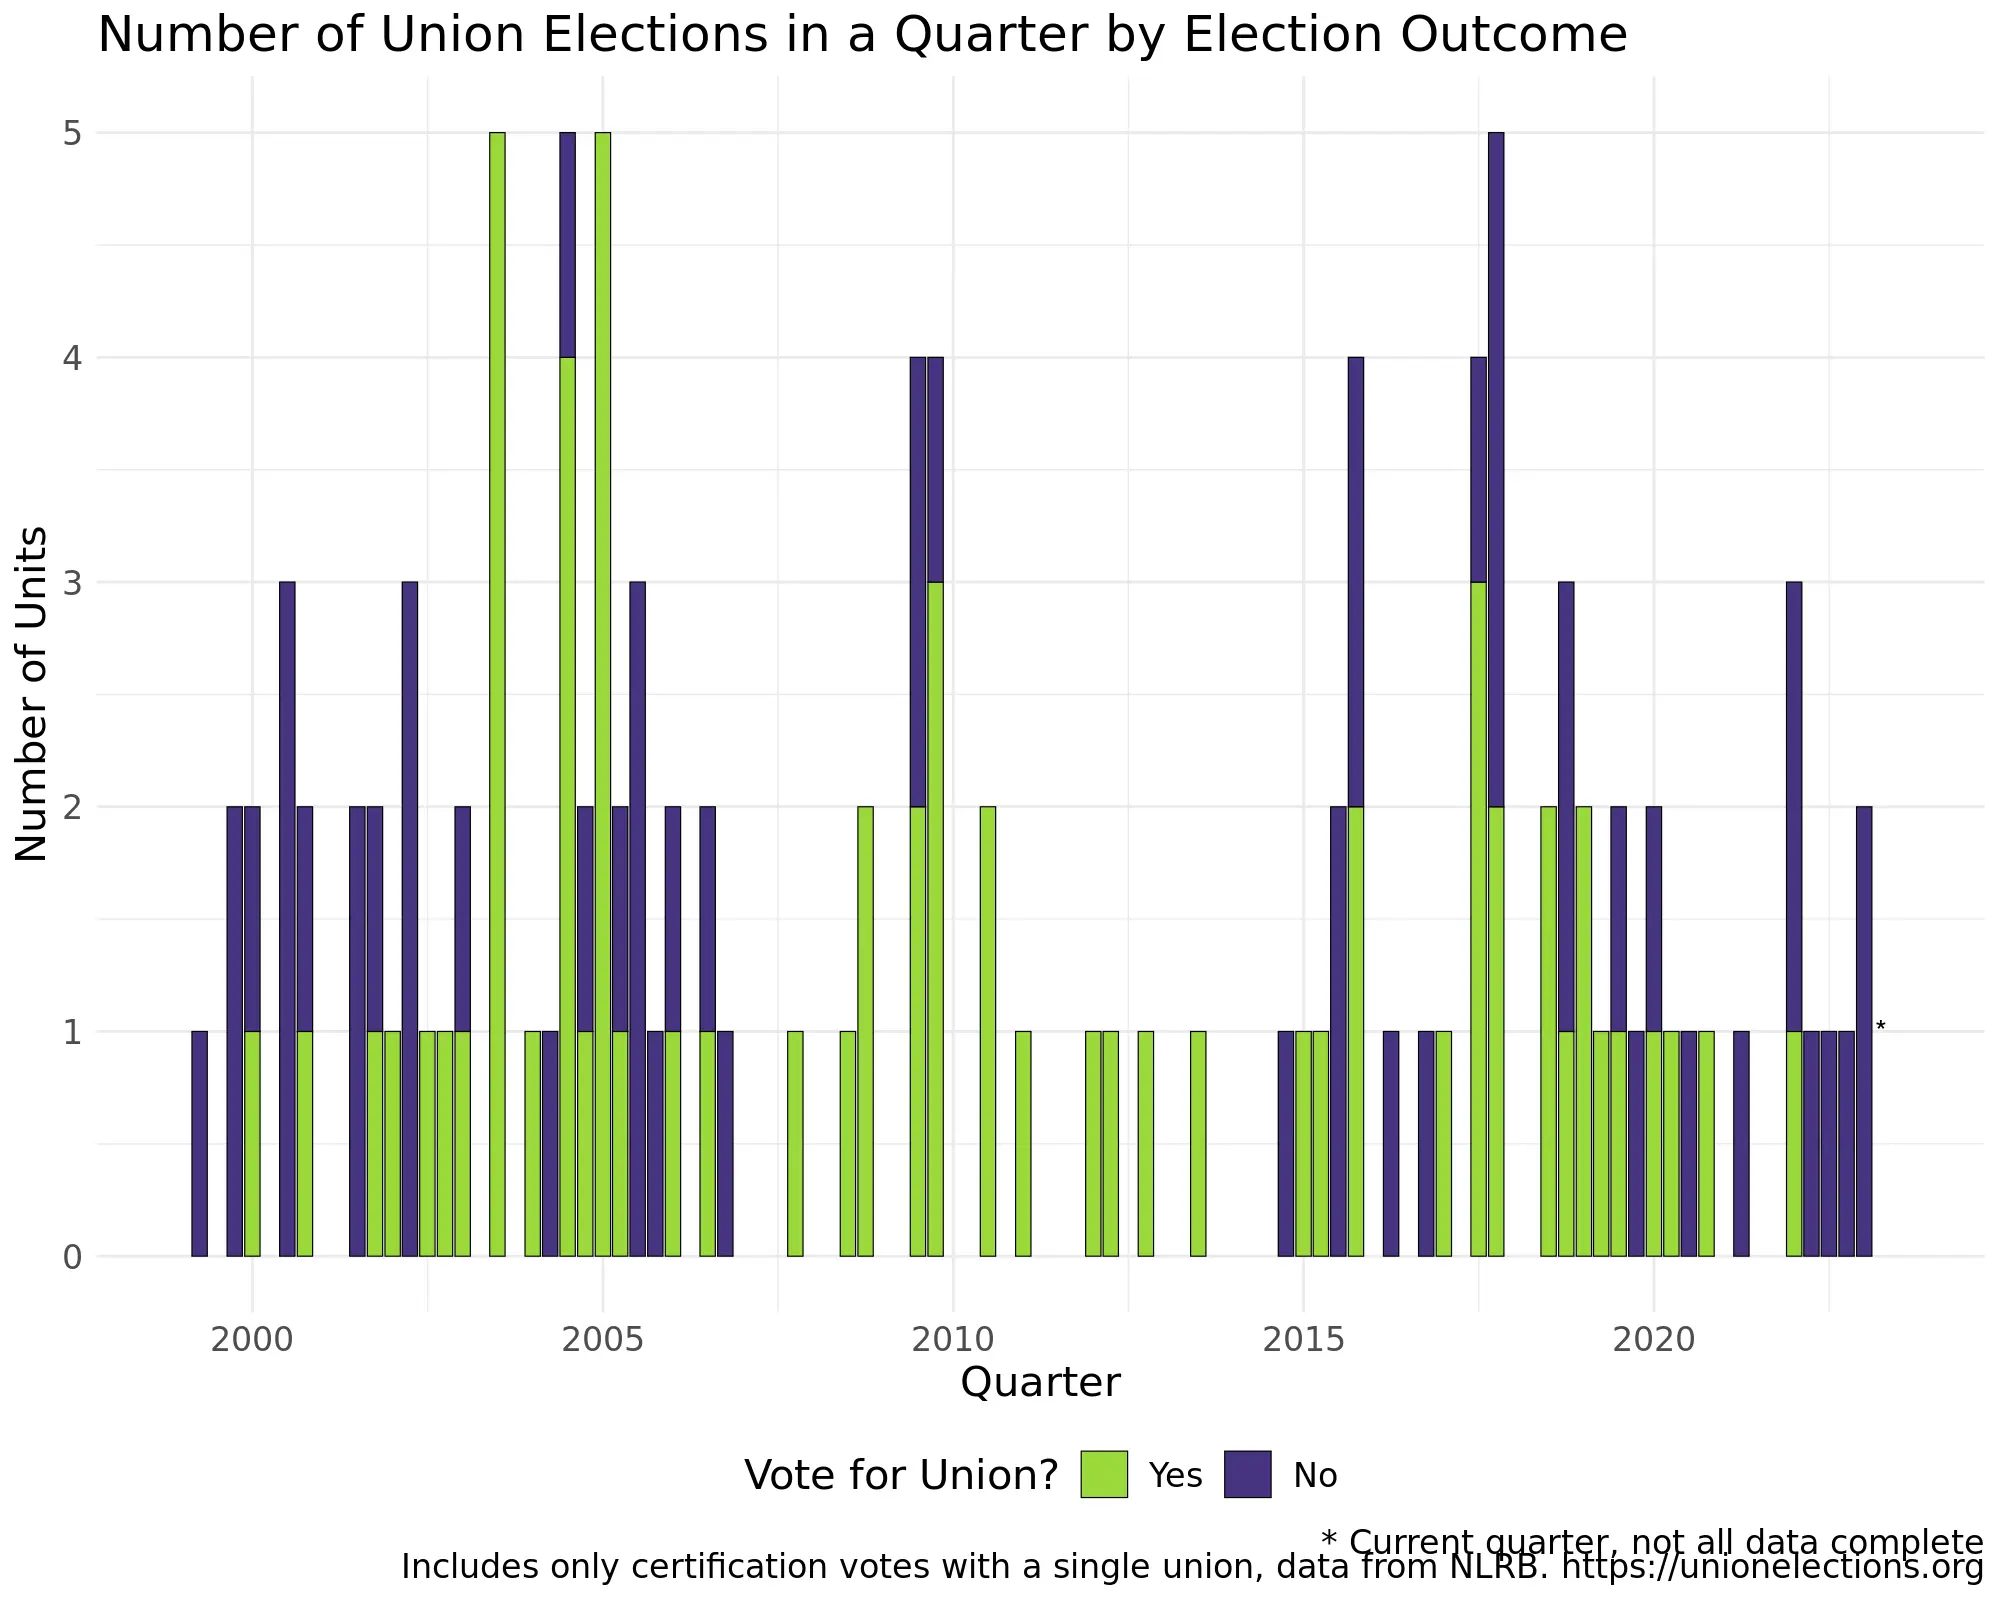 Number of Union Elections in a Quarter by Election Outcome
Number of Units
5
4
3
2
1
0
*
2000 2005 2010 2015 2020
Quarter
Vote for Union? Yes No
* Current quarter, not all data complete
Includes only certification votes with a single union, data from NLRB. https://unionelections.org